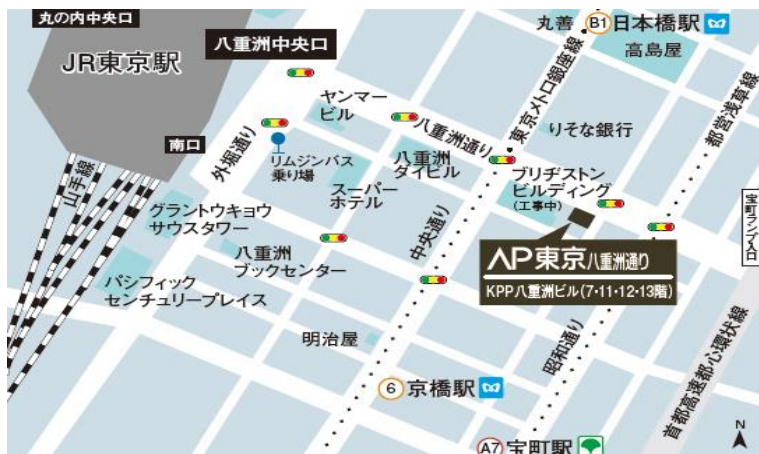 丸の内中央口
JR東京駅
八重洲中央口
丸善
B1
日本橋駅
高島屋
ヤンマー
ビル
八重洲通り
東京メトロ銀座線
りそな銀行
都営浅草線
南口
外堀通り
リムジンバス
乗り場
八重洲
ダイビル
スーパー
ホテル
ブリヂストン
ビルディング
(工事中)
山手線
グラントウキョウ
サウスタワー
八重洲
ブックセンター
中央通り
AP東京八重洲通り
KPP八重洲ビル(7・11・12・13階)
宝町ランプ入口
パシフィック
センチュリープレイス
明治屋
昭和通り
首都高速都心環状線
6
京橋駅
A7
宝町駅
N